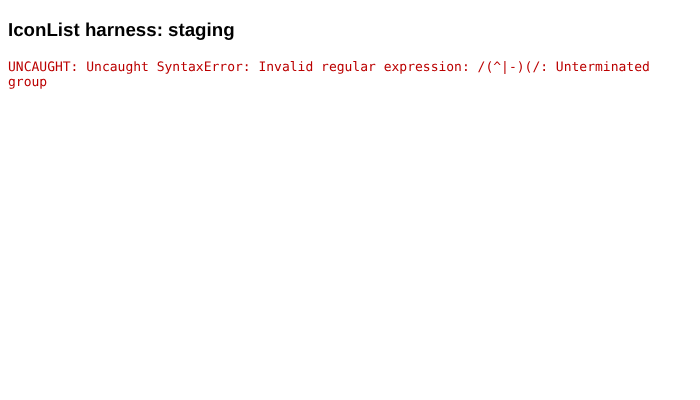 IconList harness: staging
UNCAUGHT: Uncaught SyntaxError: Invalid regular expression: /(^|-)(/: Unterminated
group